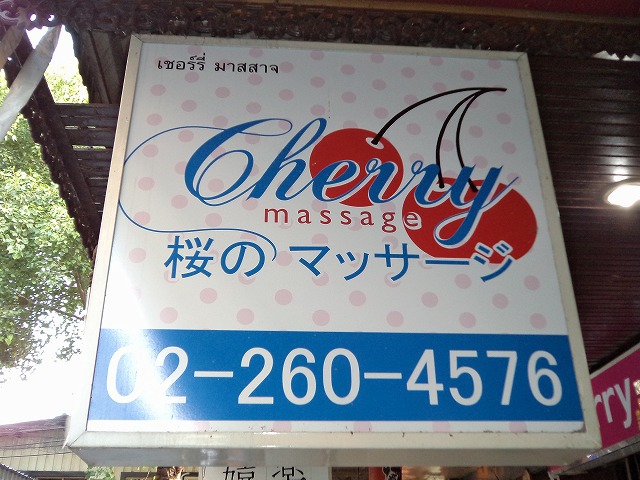 เชอร์รี่ มาสสาจ
Cherry
massage
桜の マッサージ
02-260-4576
rry